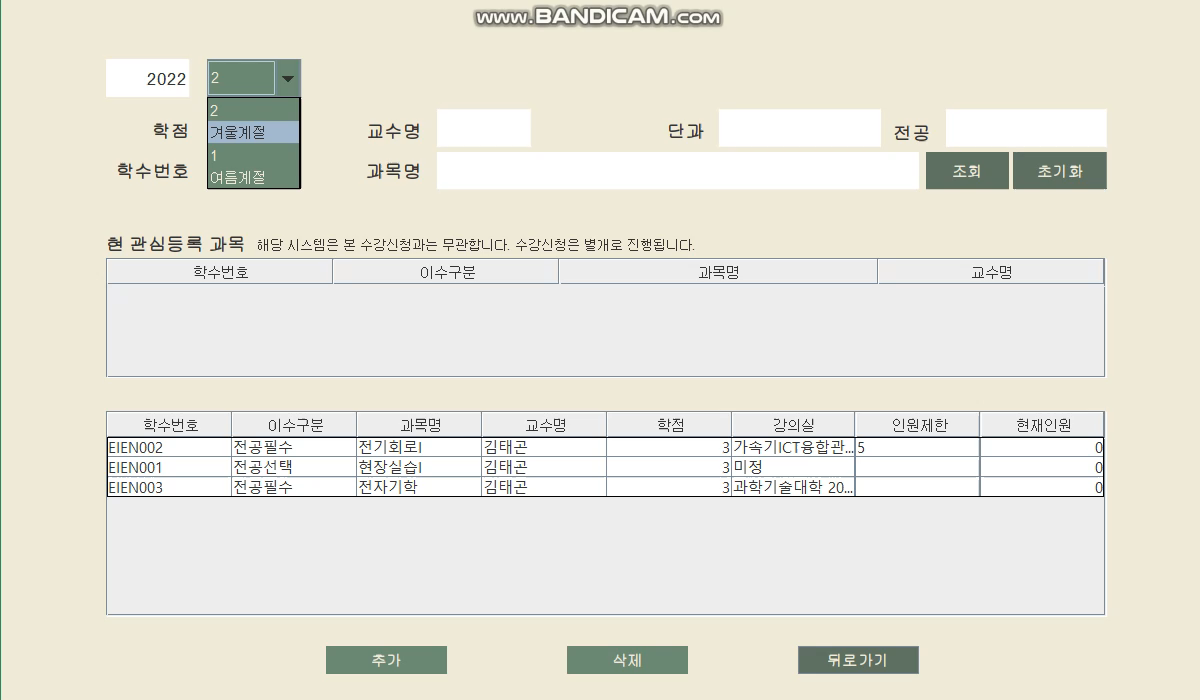 www.BANDICAM.com
2022 2
2
겨울계절
1
여름계절
학점 교수명 단과 전공
학수번호 과목명 조회 초기화
현 관심등록 과목 해당 시스템은 본 수강신청과는 무관합니다. 수강신청은 별개로 진행됩니다.
학수번호 이수구분 과목명 교수명
학수번호 이수구분 과목명 교수명 학점 강의실 인원제한 현재인원
EIEN002 전공필수 전기회로I 김태곤 3 가속기ICT융합관... 5 0
EIEN001 전공선택 현장실습I 김태곤 3 미정 0
EIEN003 전공필수 전자기학 김태곤 3 과학기술대학 20... 0
추가 삭제 뒤로가기